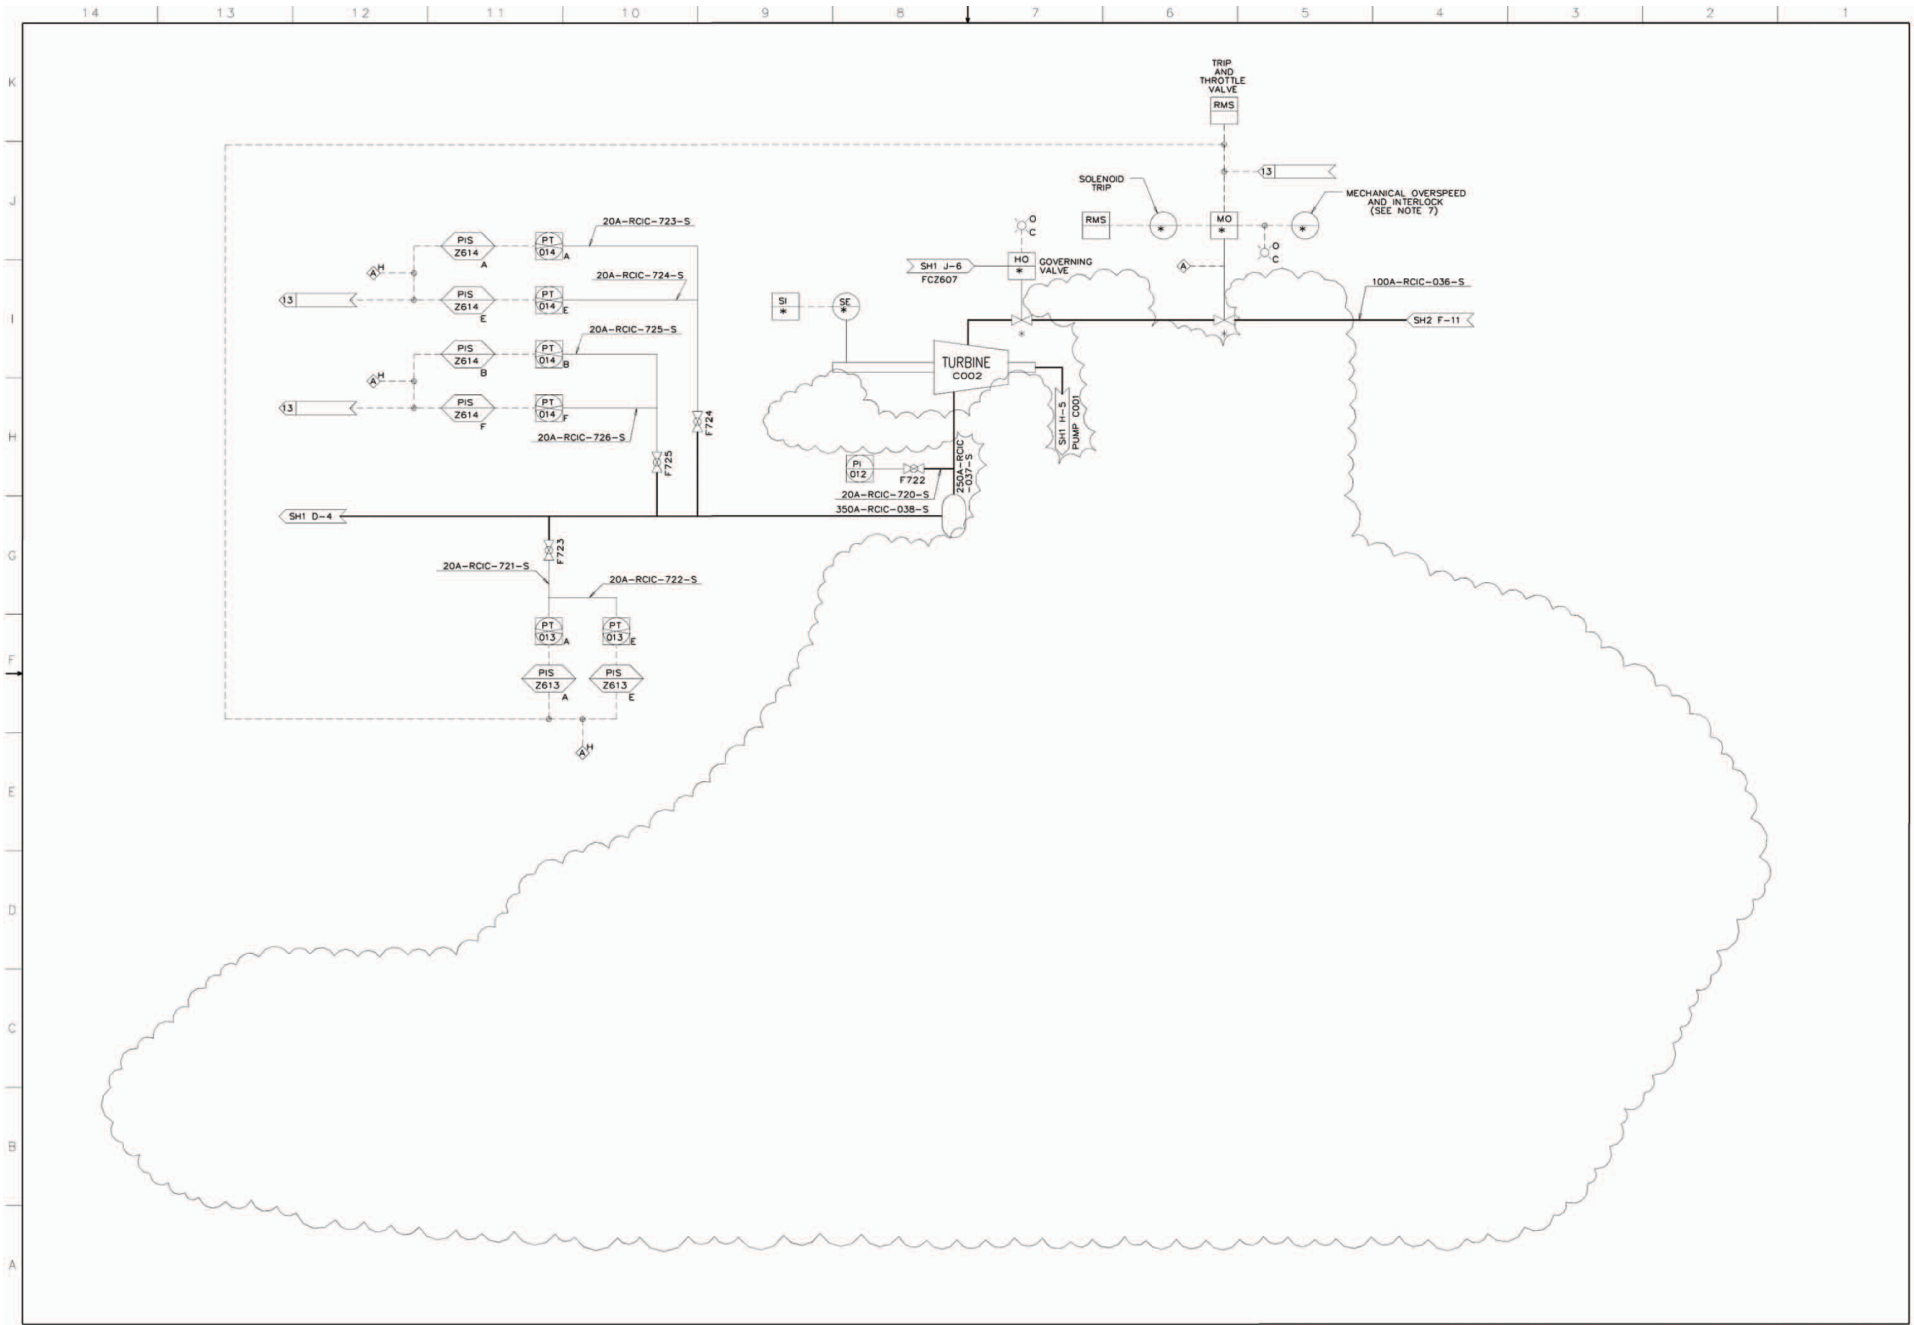 14 13 12 11 10 9 8 7 6 5 4 3 2 1
K
J
I
H
G
F
E
D
C
B
A
TRIP
AND
THROTTLE
VALVE
RMS
13
SOLENOID
TRIP
MECHANICAL OVERSPEED
AND INTERLOCK
(SEE NOTE 7)
RMS
*
MO
*
*
O
C
O
C
A
HO
*
GOVERNING
VALVE
SH1 J-6
FCZ607
100A-RCIC-036-S
SH2 F-11
*
*
SI
*
SE
*
TURBINE
C002
SH1 H-5
PUMP C001
20A-RCIC-723-S
PIS
Z614
A
PT
014
A
A H
20A-RCIC-724-S
13
PIS
Z614
E
PT
014
E
20A-RCIC-725-S
PIS
Z614
B
PT
014
B
A H
13
PIS
Z614
F
PT
014
F
20A-RCIC-726-S
F724
F725
PI
012
F722
20A-RCIC-720-S
250A-RCIC
-037-S
350A-RCIC-038-S
SH1 D-4
F723
20A-RCIC-721-S
20A-RCIC-722-S
PT
013
A
PT
013
E
PIS
Z613
A
PIS
Z613
E
A H